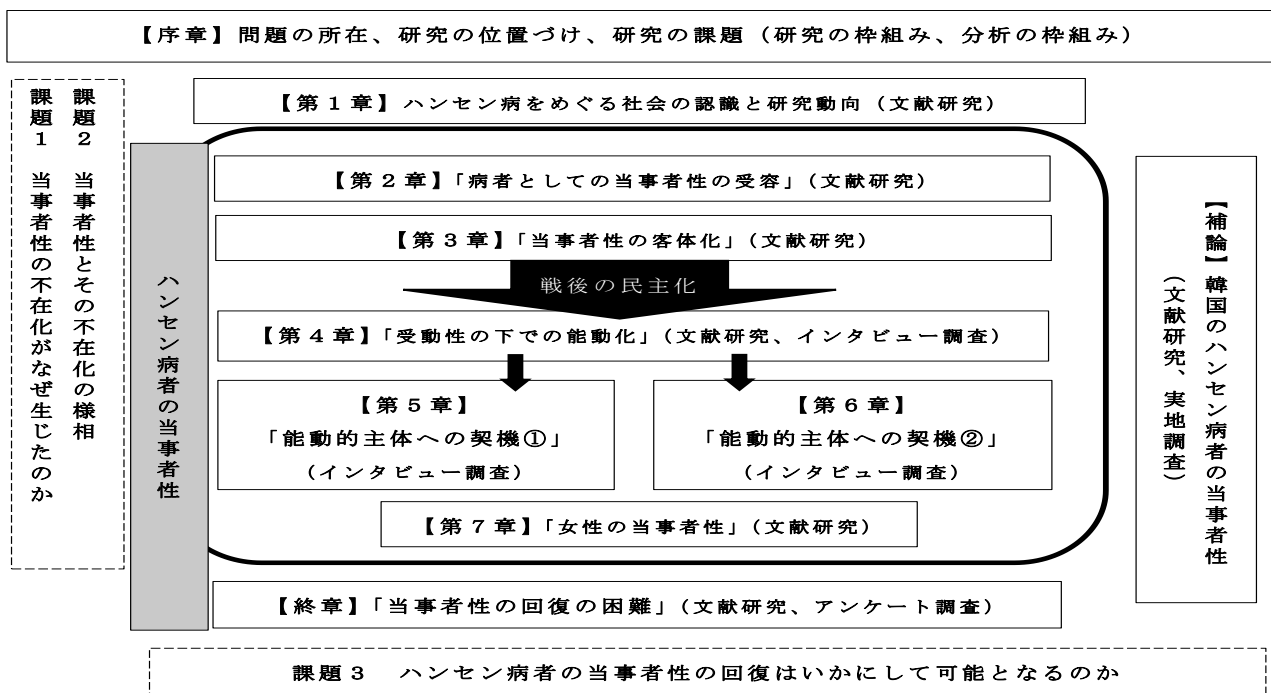 【序章】問題の所在、研究の位置づけ、研究の課題（研究の枠組み、分析の枠組み）
課題２　当事者性とその不在化の様相
課題１　当事者性の不在化がなぜ生じたのか
【第１章】ハンセン病をめぐる社会の認識と研究動向（文献研究）
ハンセン病者の当事者性
【第２章】「病者としての当事者性の受容」（文献研究）
【第３章】「当事者性の客体化」（文献研究）
戦後の民主化
【第４章】「受動性の下での能動化」（文献研究、インタビュー調査）
【第５章】
「能動的主体への契機①」
（インタビュー調査）
【第６章】
「能動的主体への契機②」
（インタビュー調査）
【第７章】「女性の当事者性」（文献研究）
【補論】韓国のハンセン病者の当事者性
（文献研究、実地調査）
【終章】「当事者性の回復の困難」（文献研究、アンケート調査）
課題３　ハンセン病者の当事者性の回復はいかにして可能となるのか